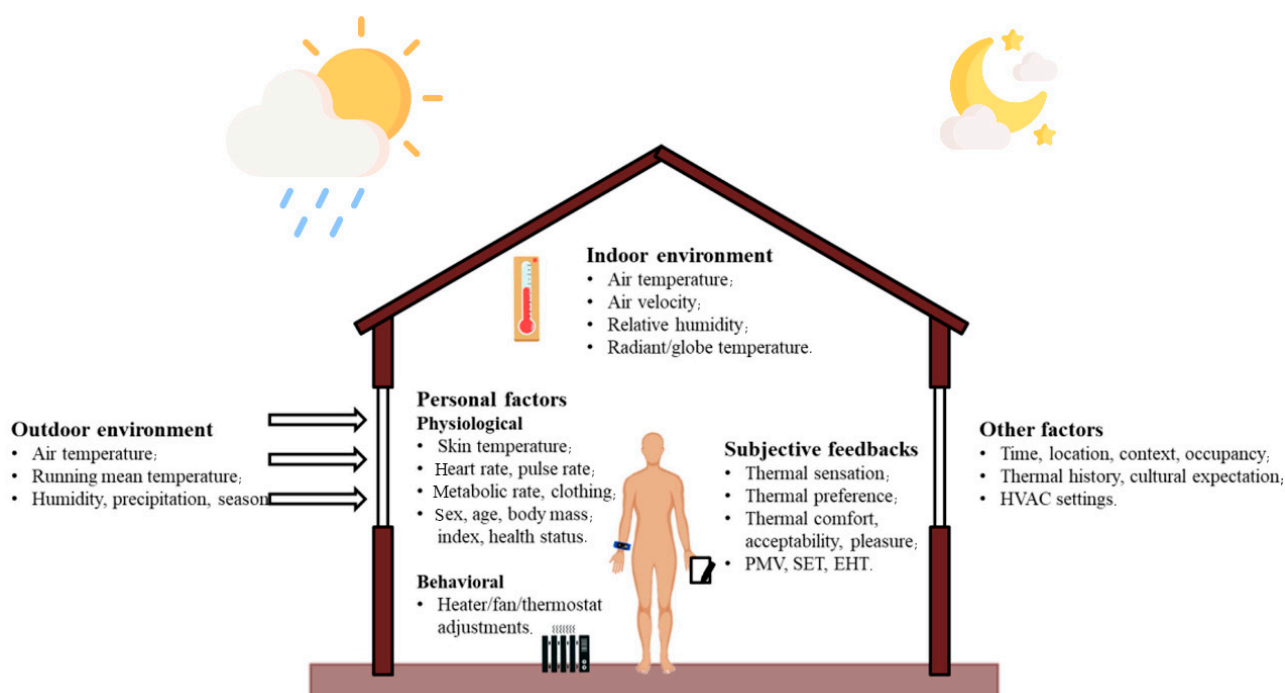 Indoor environment
• Air temperature;
• Air velocity;
• Relative humidity;
• Radiant/globe temperature.
Outdoor environment
• Air temperature;
• Running mean temperature;
• Humidity, precipitation, season
Personal factors
Physiological
• Skin temperature;
• Heart rate, pulse rate;
• Metabolic rate, clothing;
• Sex, age, body mass;
index, health status.
Behavioral
• Heater/fan/thermostat
adjustments.
Subjective feedbacks
• Thermal sensation;
• Thermal preference;
• Thermal comfort,
acceptability, pleasure;
• PMV, SET, EHT.
Other factors
• Time, location, context, occupancy;
• Thermal history, cultural expectation;
• HVAC settings.